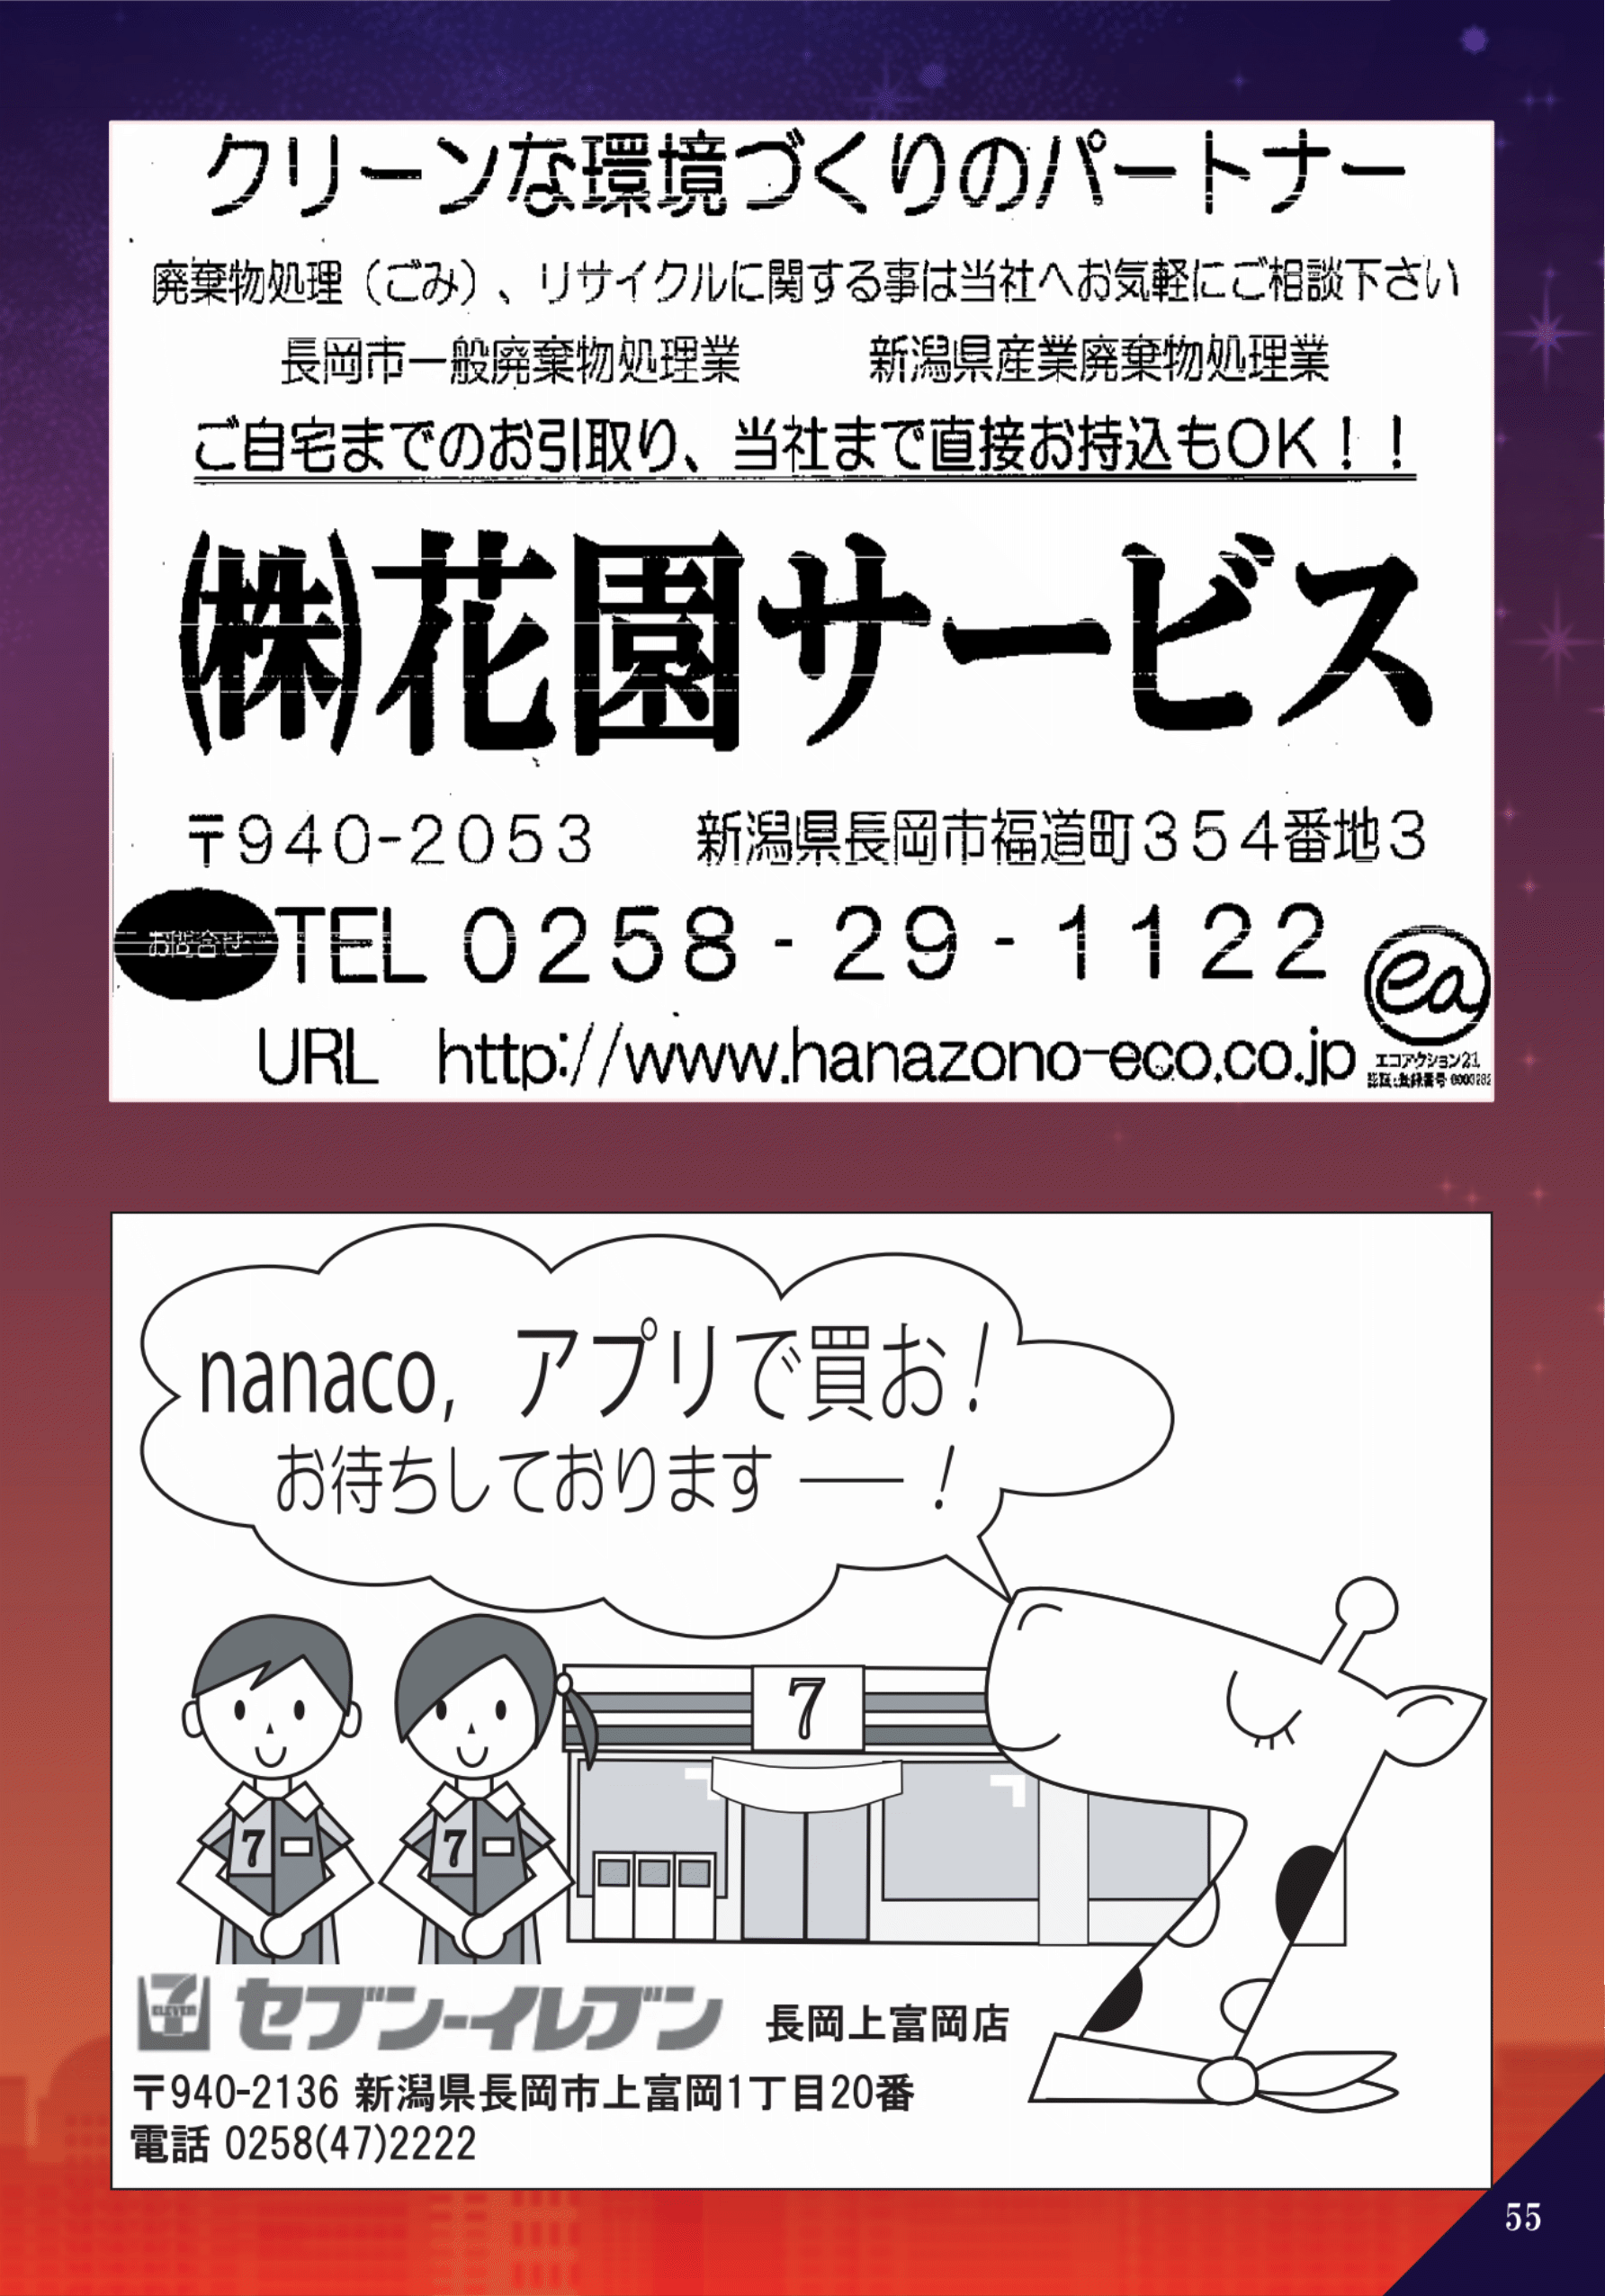 クリーンな環境づくりのパートナー
廃棄物処理（ごみ）、リサイクルに関する事は当社へお気軽にご相談下さい
長岡市一般廃棄物処理業　新潟県産業廃棄物処理業
ご自宅までのお引取り、当社まで直接お持込もOK！！
㈱花園サービス
〒940-2053　新潟県長岡市福道町354番地3
お問合せ TEL 0258-29-1122
URL http://www.hanazono-eco.co.jp
ea
エコアクション21
認証・登録番号
nanaco, アプリで買お！
お待ちしております ―！
7
7
7
7 ELEVEN セブン-イレブン 長岡上富岡店
〒940-2136 新潟県長岡市上富岡1丁目20番
電話 0258(47)2222
55